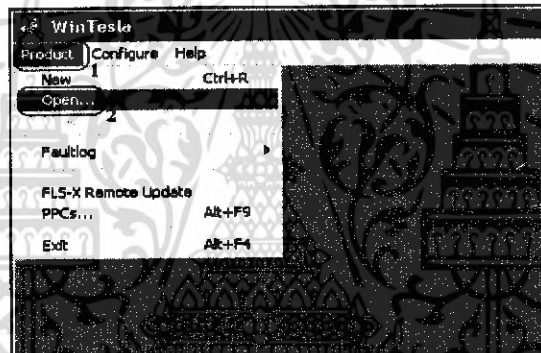 WinTesla
Product Configure Help
1
New Ctrl+R
Open...
2
Faultlog
FLS-X Remote Update
PPCs... Alt+F9
Exit Alt+F4